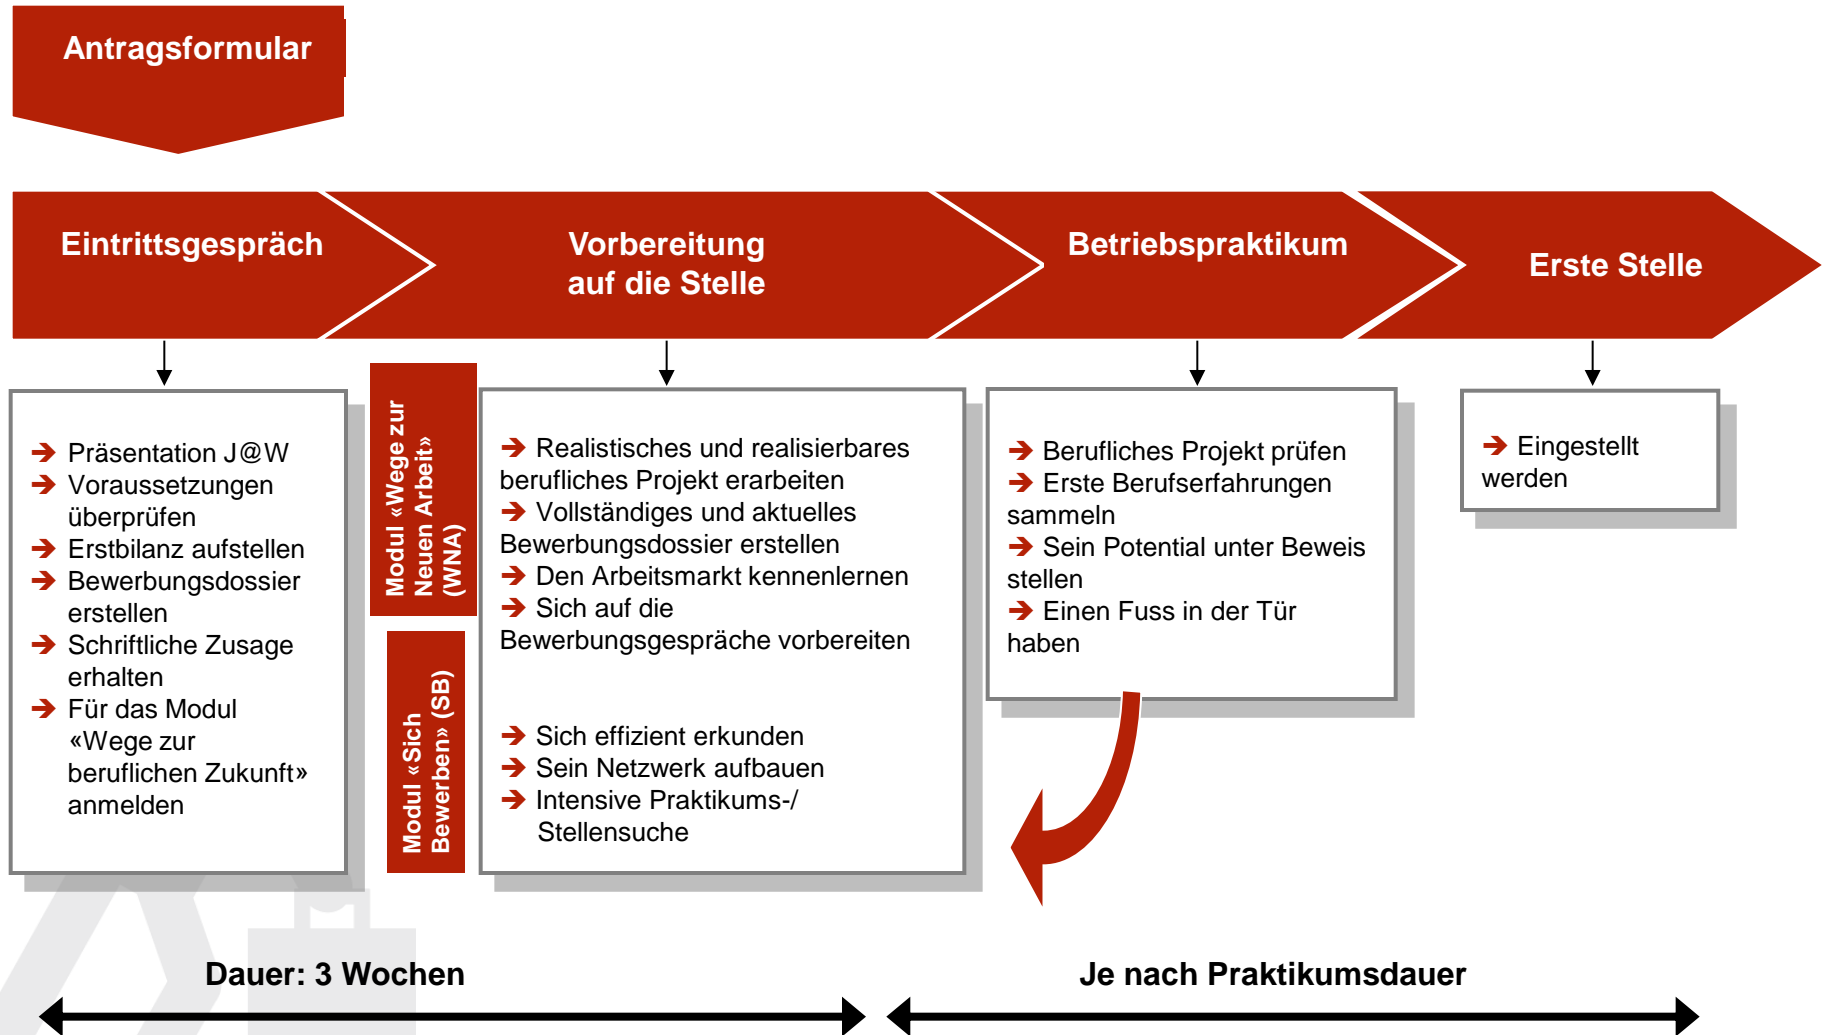 Antragsformular
Eintrittsgespräch
Vorbereitung
auf die Stelle
Betriebspraktikum
Erste Stelle
➔ Präsentation J@W
➔ Voraussetzungen
überprüfen
➔ Erstbilanz aufstellen
➔ Bewerbungsdossier
erstellen
➔ Schriftliche Zusage
erhalten
➔ Für das Modul
«Wege zur
beruflichen Zukunft»
anmelden
Modul «Wege zur
Neuen Arbeit»
(WNA)
Modul «Sich
Bewerben» (SB)
➔ Realistisches und realisierbares
berufliches Projekt erarbeiten
➔ Vollständiges und aktuelles
Bewerbungsdossier erstellen
➔ Den Arbeitsmarkt kennenlernen
➔ Sich auf die
Bewerbungsgespräche vorbereiten
➔ Sich effizient erkunden
➔ Sein Netzwerk aufbauen
➔ Intensive Praktikums-/
Stellensuche
➔ Berufliches Projekt prüfen
➔ Erste Berufserfahrungen
sammeln
➔ Sein Potential unter Beweis
stellen
➔ Einen Fuss in der Tür
haben
➔ Eingestellt
werden
Dauer: 3 Wochen
Je nach Praktikumsdauer